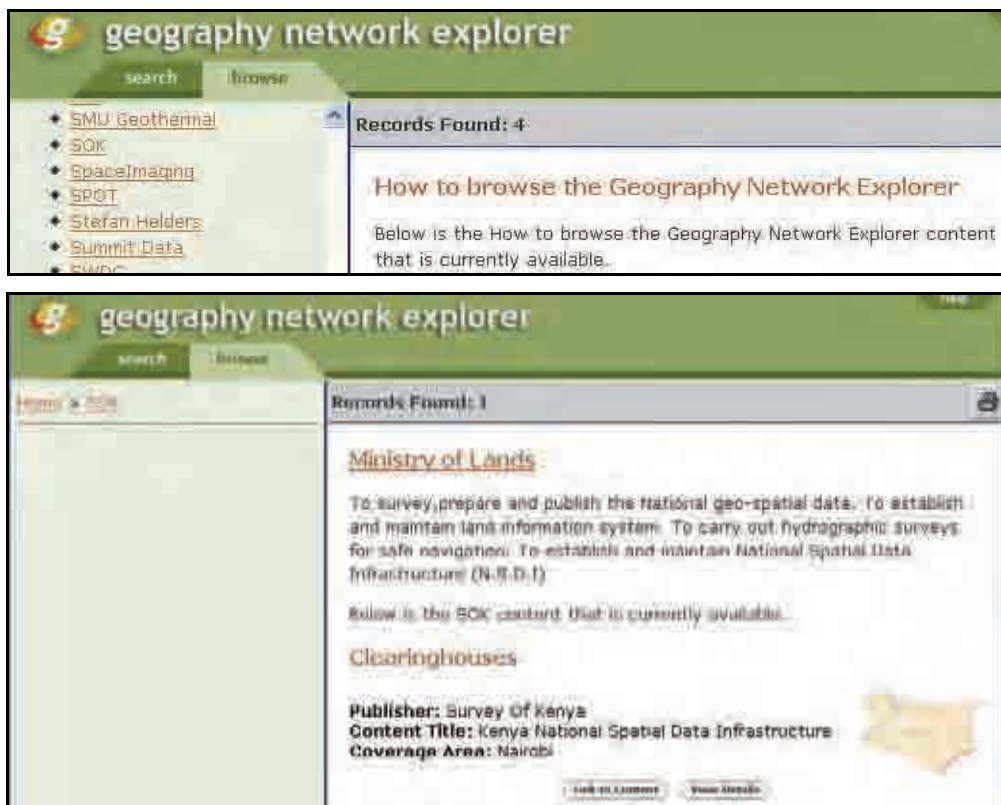 g geography network explorer
search browse
SMU Geothermal
SOK
SpaceImaging
SPOT
Stefan Helders
Summit Data
SWDC
Records Found: 4
How to browse the Geography Network Explorer
Below is the How to browse the Geography Network Explorer content
that is currently available.
g geography network explorer
search browse
Home > SOK
Records Found: 1
Ministry of Lands
To survey,prepare and publish the National geo-spatial data. To establish
and maintain land information system. To carry out hydrographic surveys
for safe navigation. To establish and maintain National Spatial Data
Infrastructure (N.S.D.I)
Below is the SOK content that is currently available.
Clearinghouses
Publisher: Survey Of Kenya
Content Title: Kenya National Spatial Data Infrastructure
Coverage Area: Nairobi
Link to Content View Details